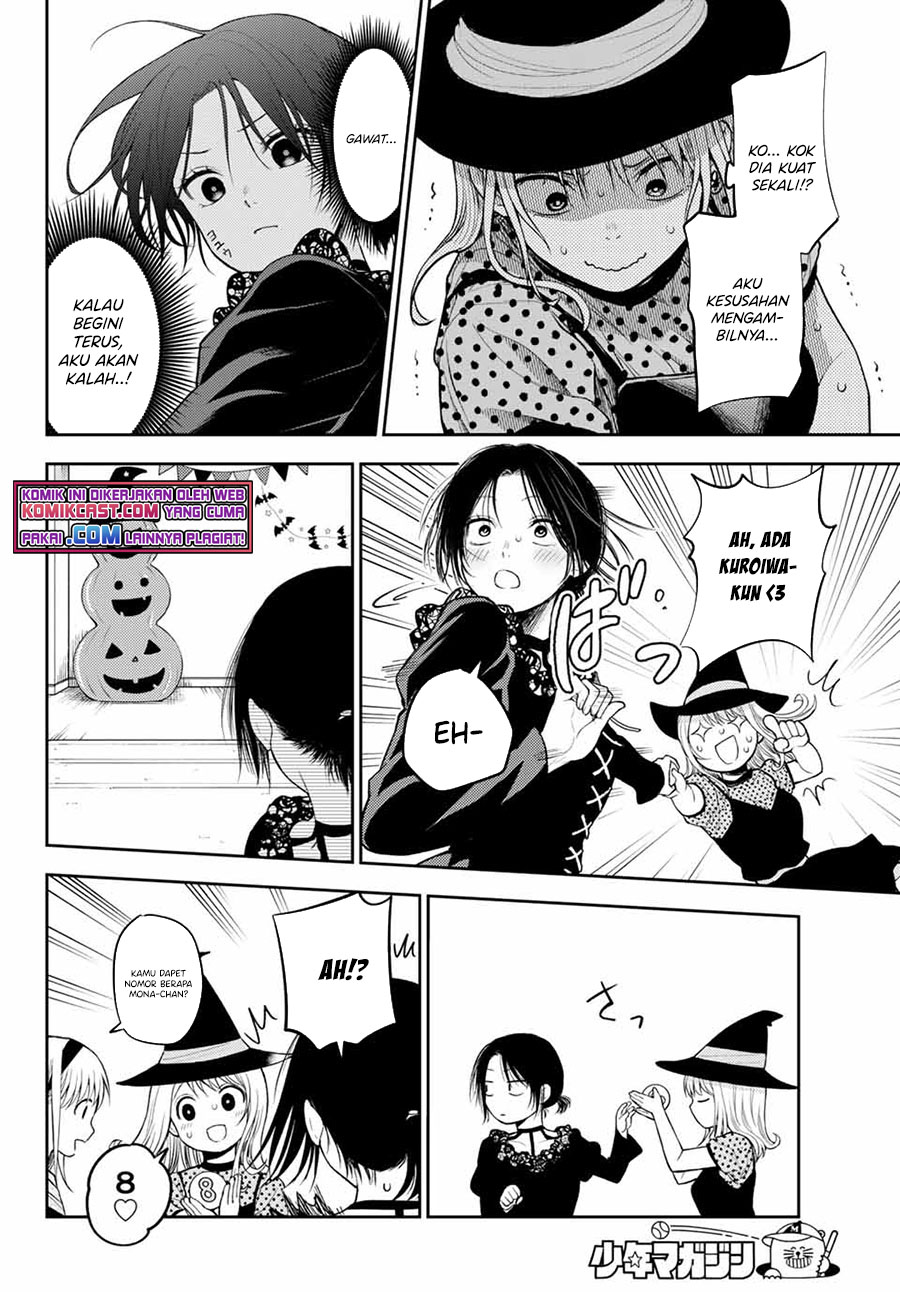 KO... KOK
DIA KUAT
SEKALI!?
AKU
KESUSAHAN
MENGAM-
BILNYA...
GAWAT...
KALAU
BEGINI
TERUS,
AKU AKAN
KALAH..!
AH, ADA
KUROIWA-
KUN <3
ばっ
EH-
KOMIK INI DIKERJAKAN OLEH WEB
KOMIKCAST.COM YANG CUMA
PAKAI .COM LAINNYA PLAGIAT!
さっ
AH!?
KAMU DAPET
NOMOR BERAPA
MONA-CHAN?
8
8
♡
少年マガジン
M